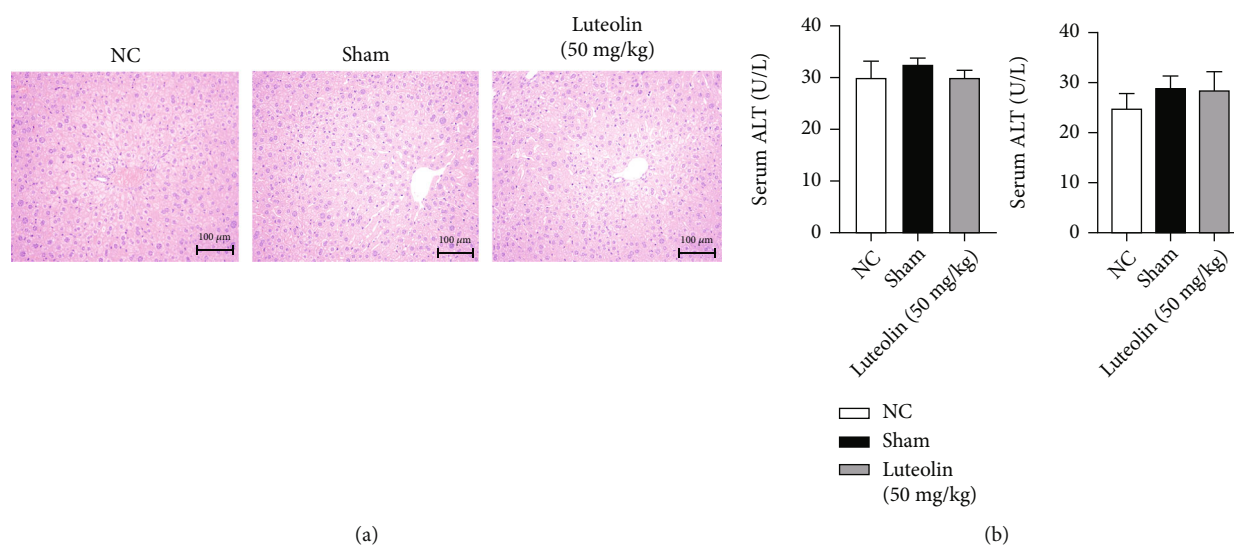 NC
Sham
Luteolin
(50 mg/kg)
100 μm
100 μm
100 μm
(a)
Serum ALT (U/L)
40
30
20
10
0
NC
Sham
Luteolin (50 mg/kg)
Serum ALT (U/L)
40
30
20
10
0
NC
Sham
Luteolin (50 mg/kg)
NC
Sham
Luteolin
(50 mg/kg)
(b)